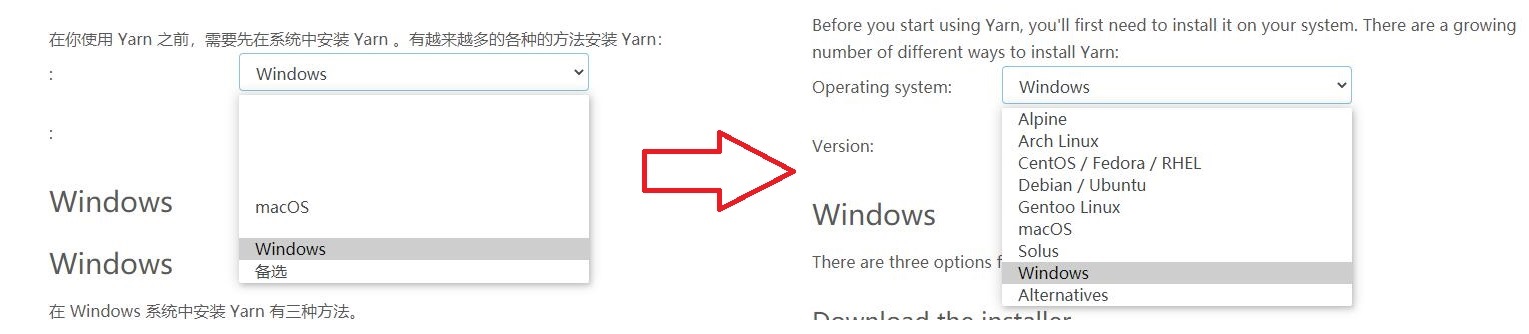 在你使用 Yarn 之前，需要先在系统中安装 Yarn 。有越来越多的各种的方法安装 Yarn：
:
Windows
:
macOS
Windows
备选
Windows
Windows
在 Windows 系统中安装 Yarn 有三种方法。
Before you start using Yarn, you'll first need to install it on your system. There are a growing
number of different ways to install Yarn:
Operating system:
Windows
Alpine
Arch Linux
CentOS / Fedora / RHEL
Debian / Ubuntu
Gentoo Linux
macOS
Solus
Windows
Alternatives
Version:
Windows
There are three options f
Download the installer